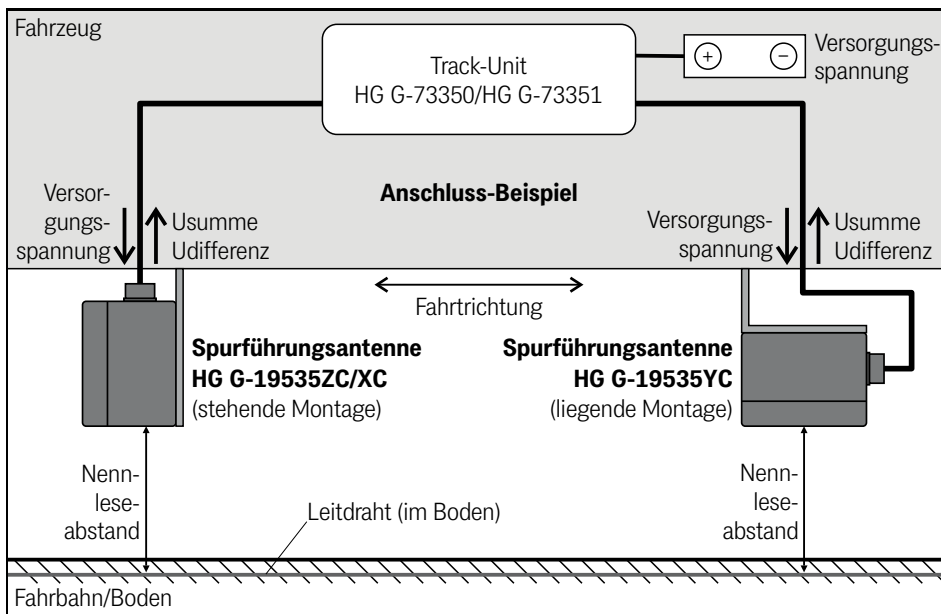 Fahrzeug
Track-Unit
HG G-73350/HG G-73351
+
−
Versorgungs-
spannung
Anschluss-Beispiel
Versor-
gungs-
spannung
Usumme
Udifferenz
Versorgungs-
spannung
Usumme
Udifferenz
Fahrtrichtung
Spurführungsantenne
HG G-19535ZC/XC
(stehende Montage)
Spurführungsantenne
HG G-19535YC
(liegende Montage)
Nenn-
lese-
abstand
Leitdraht (im Boden)
Nenn-
lese-
abstand
Fahrbahn/Boden